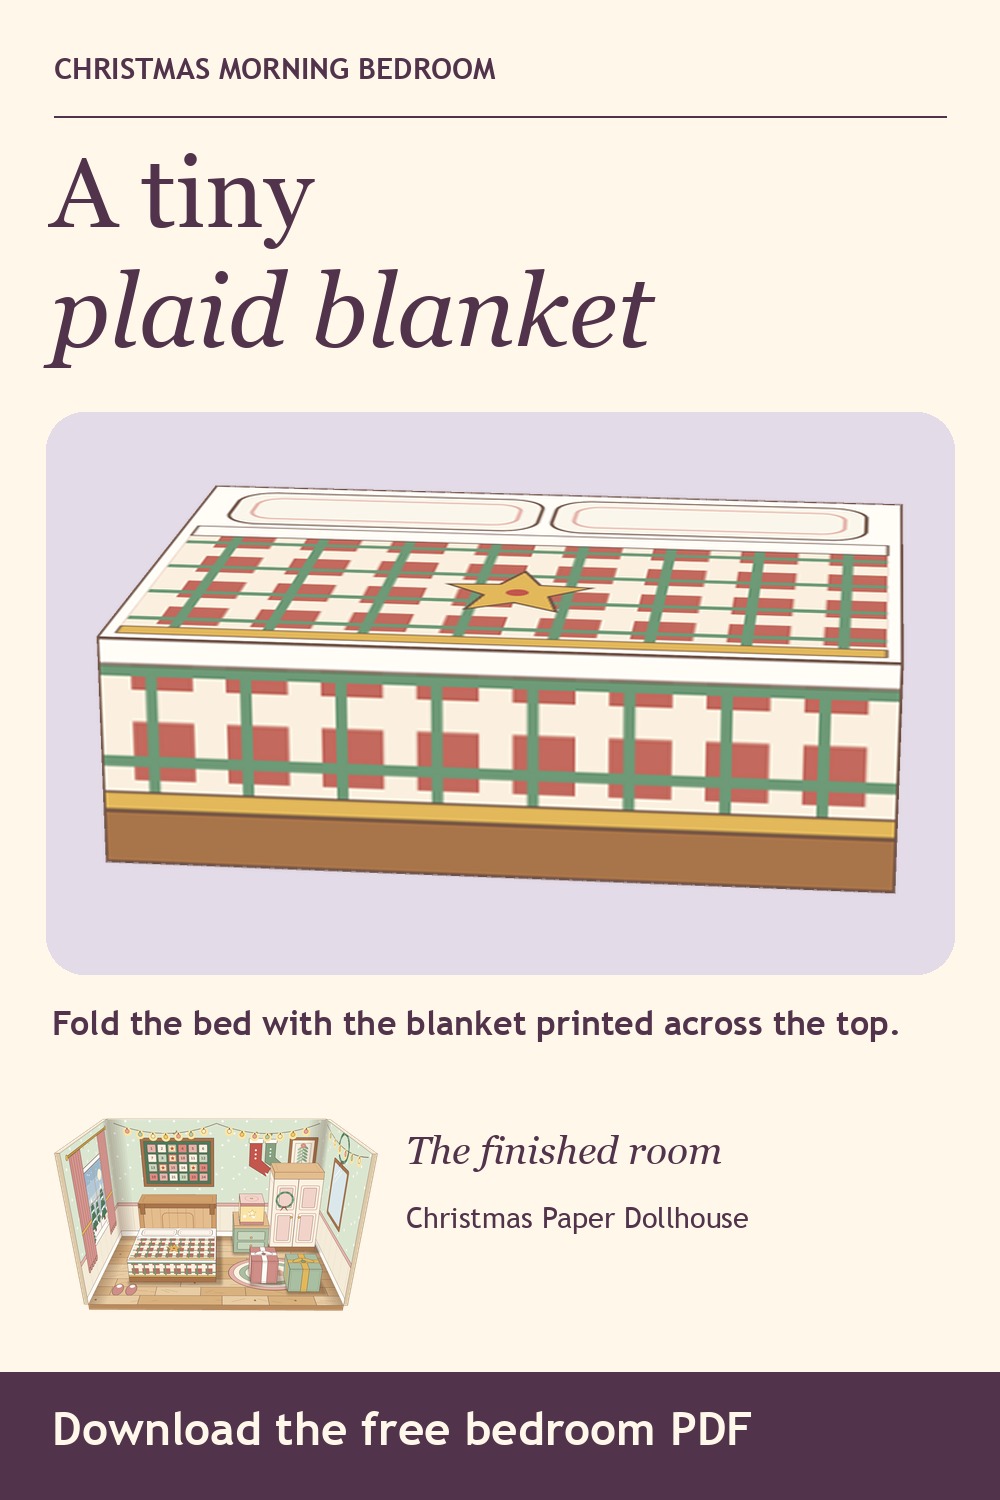 CHRISTMAS MORNING BEDROOM
A tiny
plaid blanket
Fold the bed with the blanket printed across the top.
The finished room
Christmas Paper Dollhouse
Download the free bedroom PDF